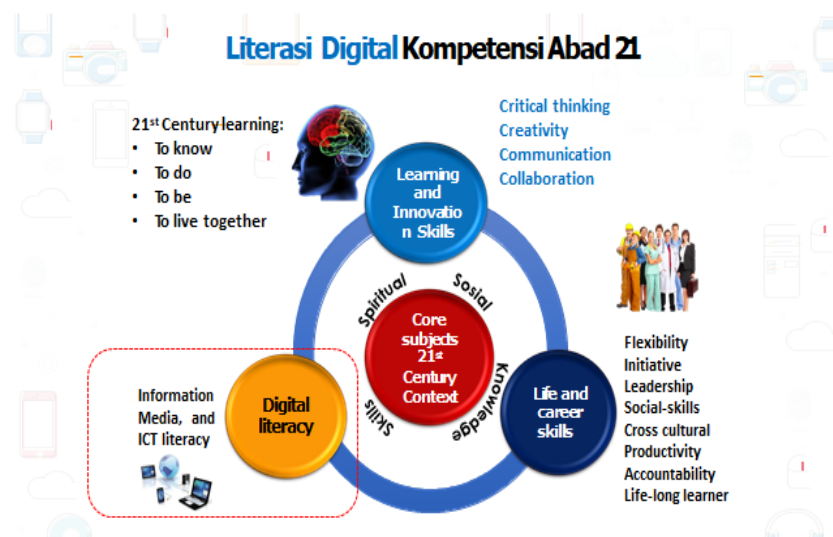 Literasi Digital Kompetensi Abad 21
21st Century learning:
• To know
• To do
• To be
• To live together
Critical thinking
Creativity
Communication
Collaboration
Learning
and
Innovatio
n Skills
Spiritual
Sosial
Knowledge
Skills
Core
subjects
21st
Century
Context
Information
Media, and
ICT literacy
Digital
literacy
Life and
career
skills
Flexibility
Initiative
Leadership
Social-skills
Cross cultural
Productivity
Accountability
Life-long learner